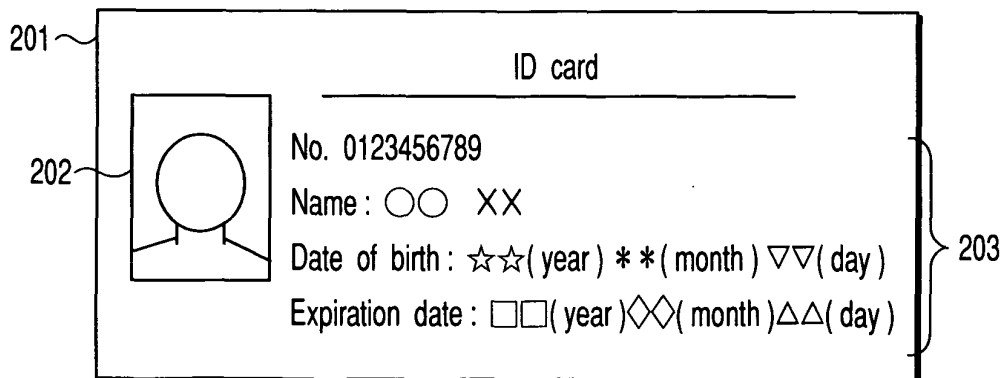 201
ID card
202
No. 0123456789
Name : ○○ ××
Date of birth : ☆☆( year ) **( month ) ▽▽( day )
Expiration date : □□( year )◇◇( month )△△( day )
203